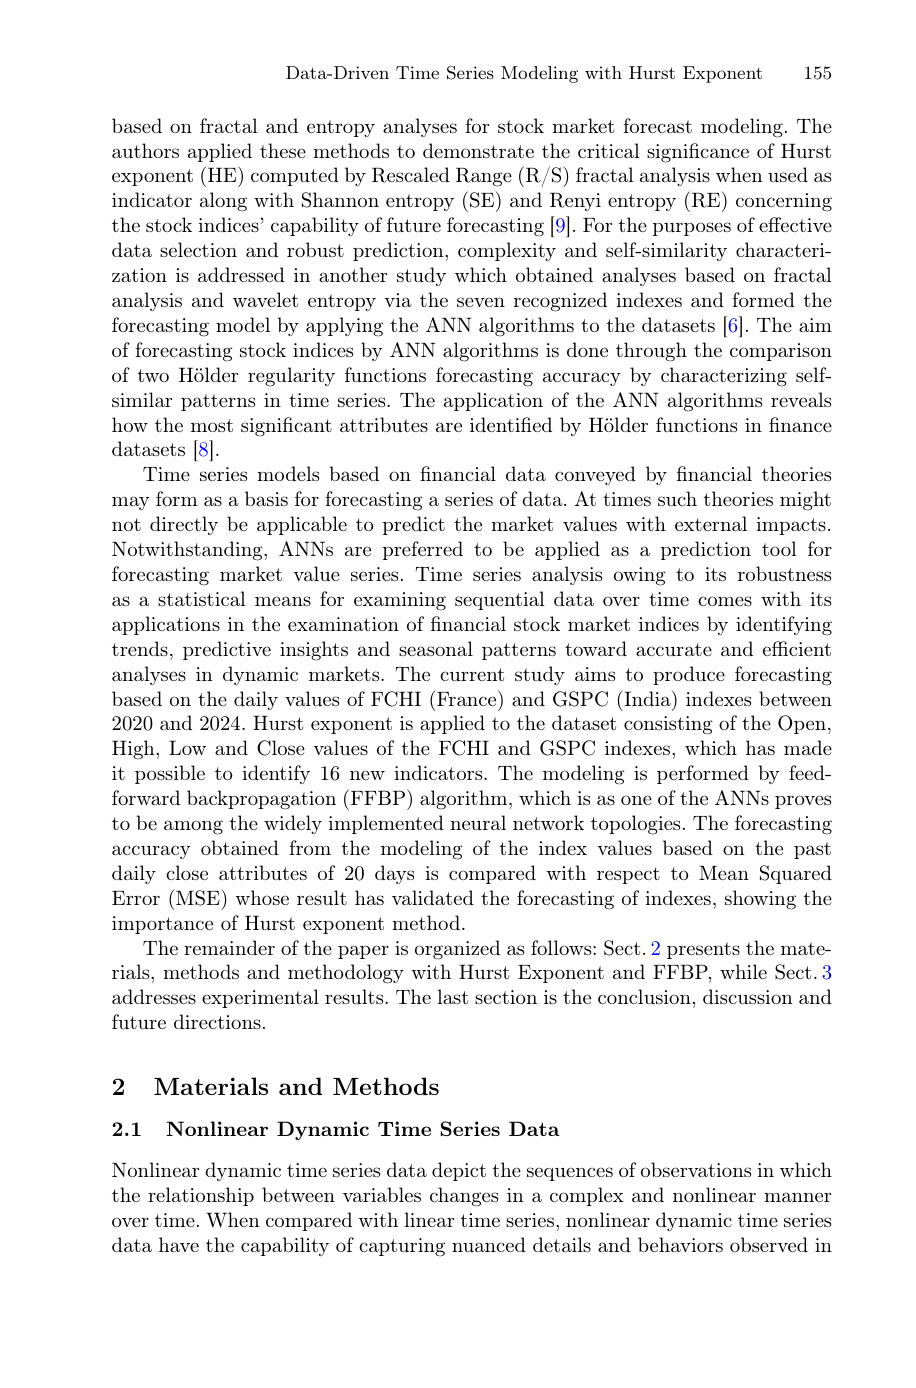 Data-Driven Time Series Modeling with Hurst Exponent 155
based on fractal and entropy analyses for stock market forecast modeling. The
authors applied these methods to demonstrate the critical significance of Hurst
exponent (HE) computed by Rescaled Range (R/S) fractal analysis when used as
indicator along with Shannon entropy (SE) and Renyi entropy (RE) concerning
the stock indices' capability of future forecasting [9]. For the purposes of effective
data selection and robust prediction, complexity and self-similarity characteri-
zation is addressed in another study which obtained analyses based on fractal
analysis and wavelet entropy via the seven recognized indexes and formed the
forecasting model by applying the ANN algorithms to the datasets [6]. The aim
of forecasting stock indices by ANN algorithms is done through the comparison
of two Hölder regularity functions forecasting accuracy by characterizing self-
similar patterns in time series. The application of the ANN algorithms reveals
how the most significant attributes are identified by Hölder functions in finance
datasets [8].
Time series models based on financial data conveyed by financial theories
may form as a basis for forecasting a series of data. At times such theories might
not directly be applicable to predict the market values with external impacts.
Notwithstanding, ANNs are preferred to be applied as a prediction tool for
forecasting market value series. Time series analysis owing to its robustness
as a statistical means for examining sequential data over time comes with its
applications in the examination of financial stock market indices by identifying
trends, predictive insights and seasonal patterns toward accurate and efficient
analyses in dynamic markets. The current study aims to produce forecasting
based on the daily values of FCHI (France) and GSPC (India) indexes between
2020 and 2024. Hurst exponent is applied to the dataset consisting of the Open,
High, Low and Close values of the FCHI and GSPC indexes, which has made
it possible to identify 16 new indicators. The modeling is performed by feed-
forward backpropagation (FFBP) algorithm, which is as one of the ANNs proves
to be among the widely implemented neural network topologies. The forecasting
accuracy obtained from the modeling of the index values based on the past
daily close attributes of 20 days is compared with respect to Mean Squared
Error (MSE) whose result has validated the forecasting of indexes, showing the
importance of Hurst exponent method.
The remainder of the paper is organized as follows: Sect. 2 presents the mate-
rials, methods and methodology with Hurst Exponent and FFBP, while Sect. 3
addresses experimental results. The last section is the conclusion, discussion and
future directions.
2 Materials and Methods
2.1 Nonlinear Dynamic Time Series Data
Nonlinear dynamic time series data depict the sequences of observations in which
the relationship between variables changes in a complex and nonlinear manner
over time. When compared with linear time series, nonlinear dynamic time series
data have the capability of capturing nuanced details and behaviors observed in